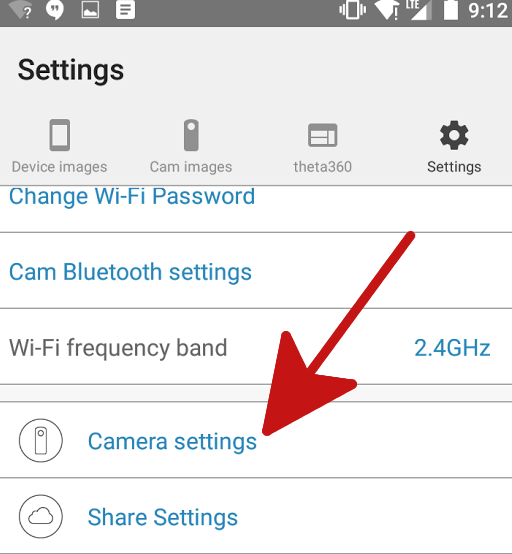 LTE 9:12
Settings
Device images Cam images theta360 Settings
Change Wi-Fi Password
Cam Bluetooth settings
Wi-Fi frequency band 2.4GHz
Camera settings
Share Settings